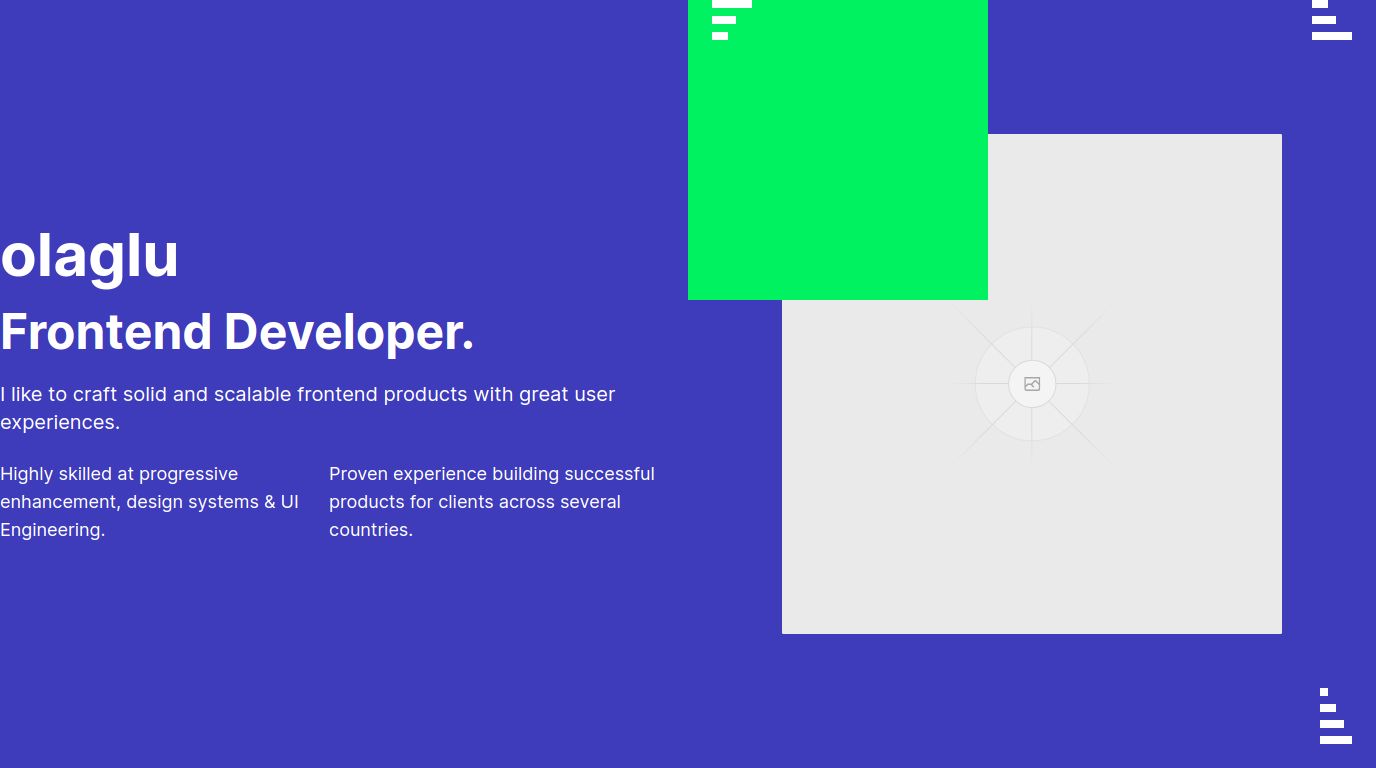 olaglu
Frontend Developer.
I like to craft solid and scalable frontend products with great user
experiences.
Highly skilled at progressive
enhancement, design systems & UI
Engineering.
Proven experience building successful
products for clients across several
countries.